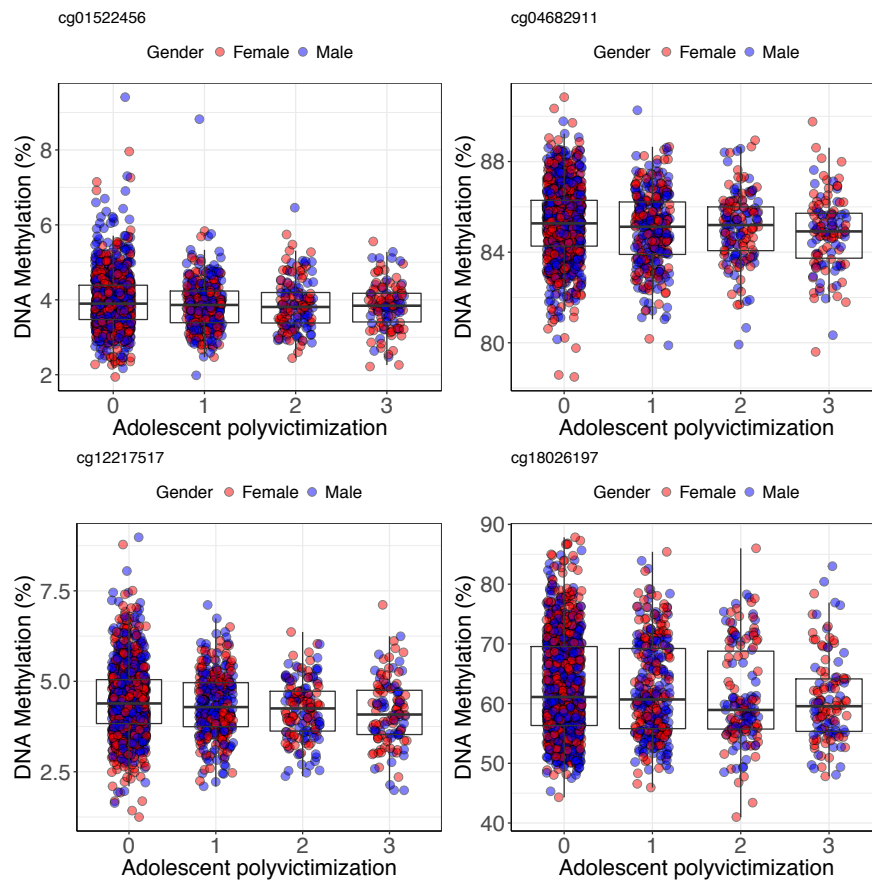 cg01522456
Gender Female Male
DNA Methylation (%)
8
6
4
2
0 1 2 3
Adolescent polyvictimization
cg04682911
Gender Female Male
DNA Methylation (%)
88
84
80
0 1 2 3
Adolescent polyvictimization
cg12217517
Gender Female Male
DNA Methylation (%)
7.5
5.0
2.5
0 1 2 3
Adolescent polyvictimization
cg18026197
Gender Female Male
DNA Methylation (%)
90
80
70
60
50
40
0 1 2 3
Adolescent polyvictimization